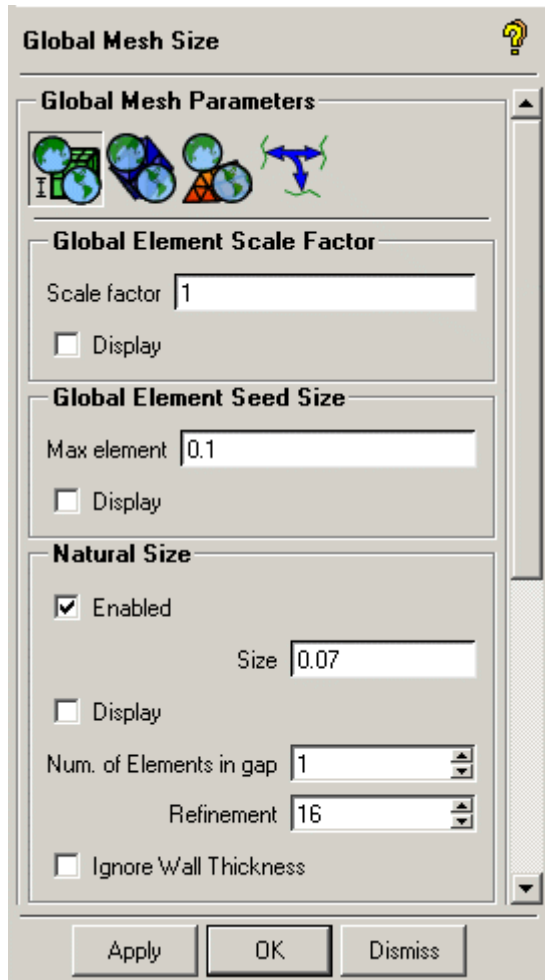 Global Mesh Size
Global Mesh Parameters
Global Element Scale Factor
Scale factor 1
Display
Global Element Seed Size
Max element 0.1
Display
Natural Size
Enabled
Size 0.07
Display
Num. of Elements in gap 1
Refinement 16
Ignore Wall Thickness
Apply OK Dismiss